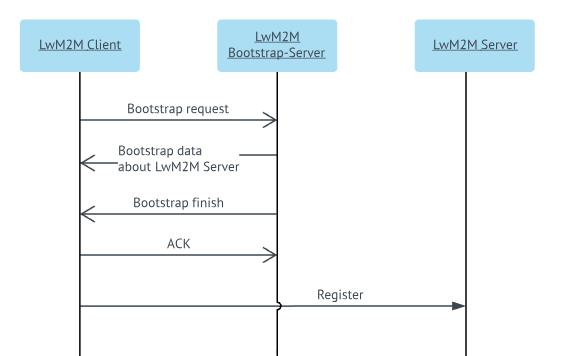 LwM2M Client
LwM2M
Bootstrap-Server
LwM2M Server
Bootstrap request
Bootstrap data
about LwM2M Server
Bootstrap finish
ACK
Register